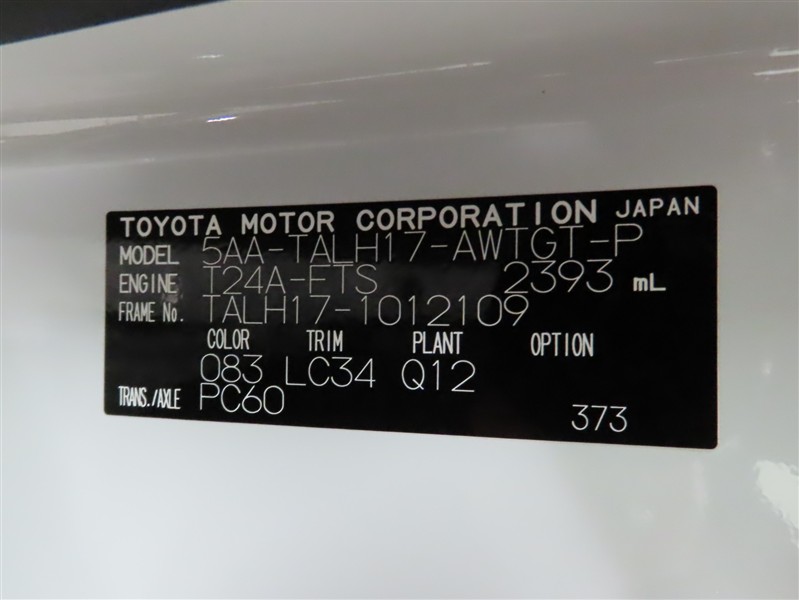 TOYOTA MOTOR CORPORATION JAPAN
MODEL 5AA-TALH17-AWTGT-P
ENGINE T24A-FTS 2393 mL
FRAME No. TALH17-1012109
COLOR TRIM PLANT OPTION
083 LC34 Q12
TRANS./AXLE PC60
373